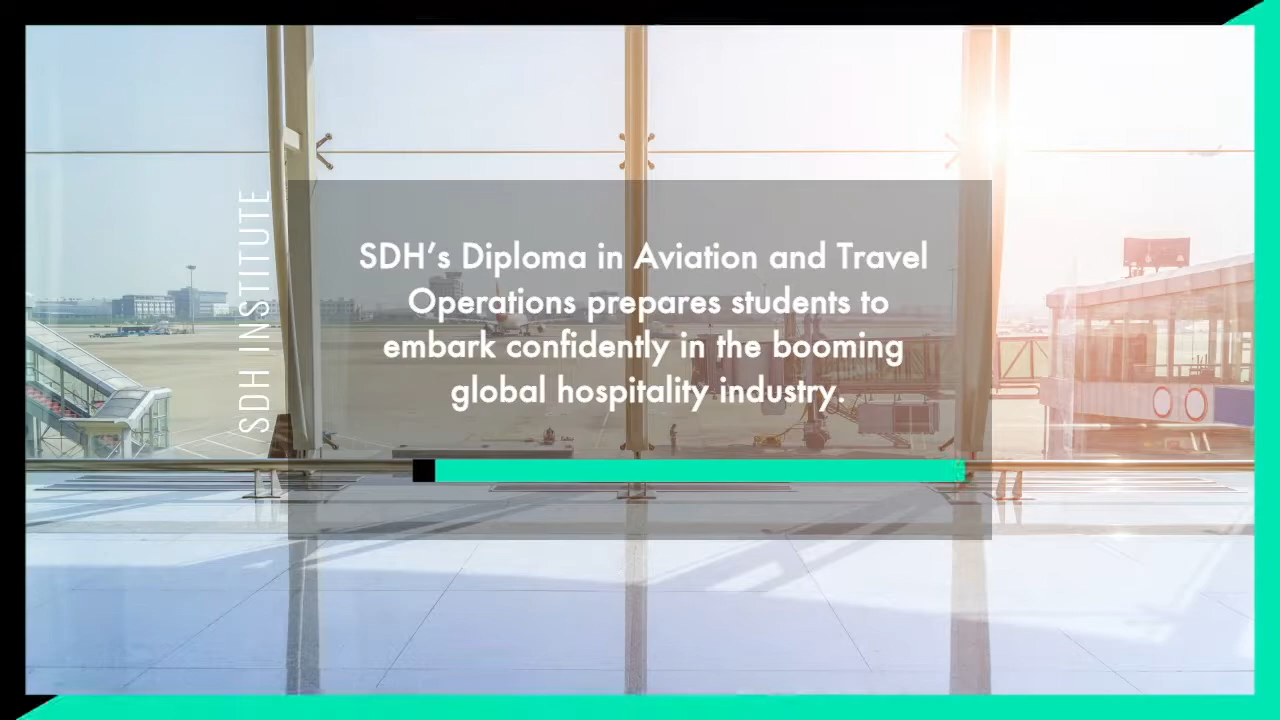 SDH INSTITUTE
SDH’s Diploma in Aviation and Travel
Operations prepares students to
embark confidently in the booming
global hospitality industry.